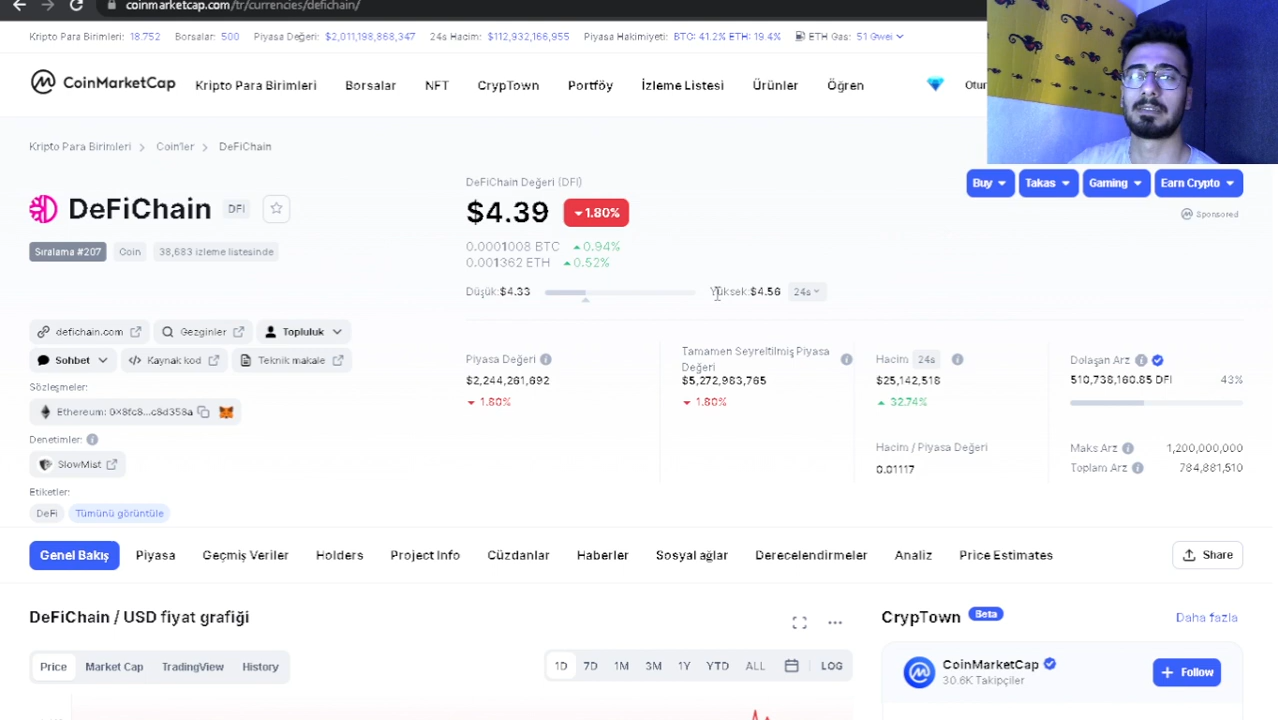 coinmarketcap.com/tr/currencies/defichain/
Kripto Para Birimleri: 18.752 Borsalar: 500 Piyasa Değeri: $2,011,198,868,347 24s Hacim: $112,932,166,955 Piyasa Hakimiyeti: BTC: 41.2% ETH: 19.4% ETH Gas: 51 Gwei
CoinMarketCap Kripto Para Birimleri Borsalar NFT CrypTown Portföy İzleme Listesi Ürünler Öğren
Kripto Para Birimleri Coin'ler DeFiChain
DeFiChain Değeri (DFI)
Buy Takas Gaming Earn Crypto
DeFiChain DFI
$4.39 1.80%
Sponsored
0.0001008 BTC 0.94%
Sıralama #207 Coin 38,683 izleme listesinde
0.001362 ETH 0.52%
Düşük:$4.33 Yüksek:$4.56 24s
defichain.com Gezginler Topluluk
Sohbet Kaynak kod Teknik makale
Sözleşmeler:
Ethereum: 0x8fc8...c8d358a
Denetimler:
SlowMist
Etiketler:
DeFi Tümünü görüntüle
Piyasa Değeri
$2,244,261,692
1.80%
Tamamen Seyreltilmiş Piyasa
Değeri
$5,272,983,765
1.80%
Hacim 24s
$25,142,518
32.74%
Hacim / Piyasa Değeri
0.01117
Dolaşan Arz
510,738,160.85 DFI 43%
Maks Arz 1,200,000,000
Toplam Arz 784,881,510
Genel Bakış Piyasa Geçmiş Veriler Holders Project Info Cüzdanlar Haberler Sosyal ağlar Derecelendirmeler Analiz Price Estimates Share
DeFiChain / USD fiyat grafiği
Price Market Cap TradingView History
1D 7D 1M 3M 1Y YTD ALL LOG
CrypTown Beta Daha fazla
CoinMarketCap
30.6K Takipçiler
+ Follow